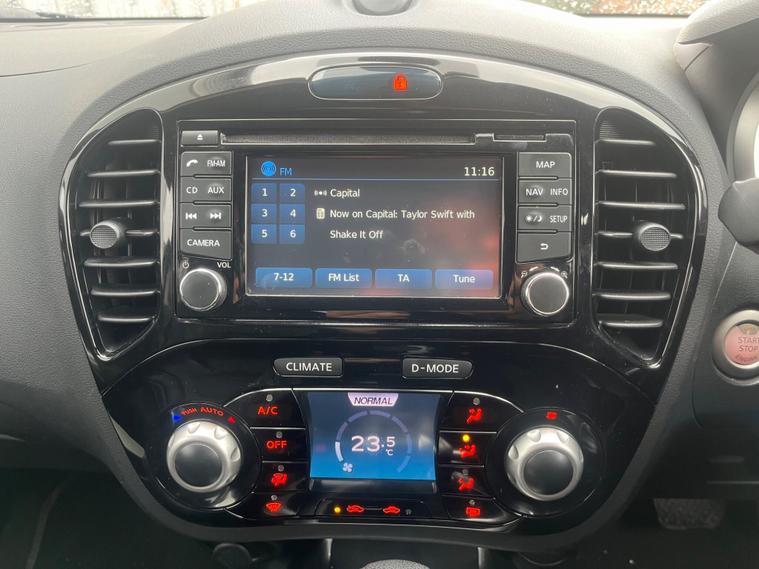 FM
11:16
FM·AM
CD AUX
CAMERA
VOL
1 2
3 4
5 6
Capital
Now on Capital: Taylor Swift with
Shake It Off
7-12
FM List
TA
Tune
MAP
NAV INFO
SETUP
START
STOP
ENGINE
CLIMATE
D-MODE
PUSH AUTO
A/C
OFF
NORMAL
23.5
°C